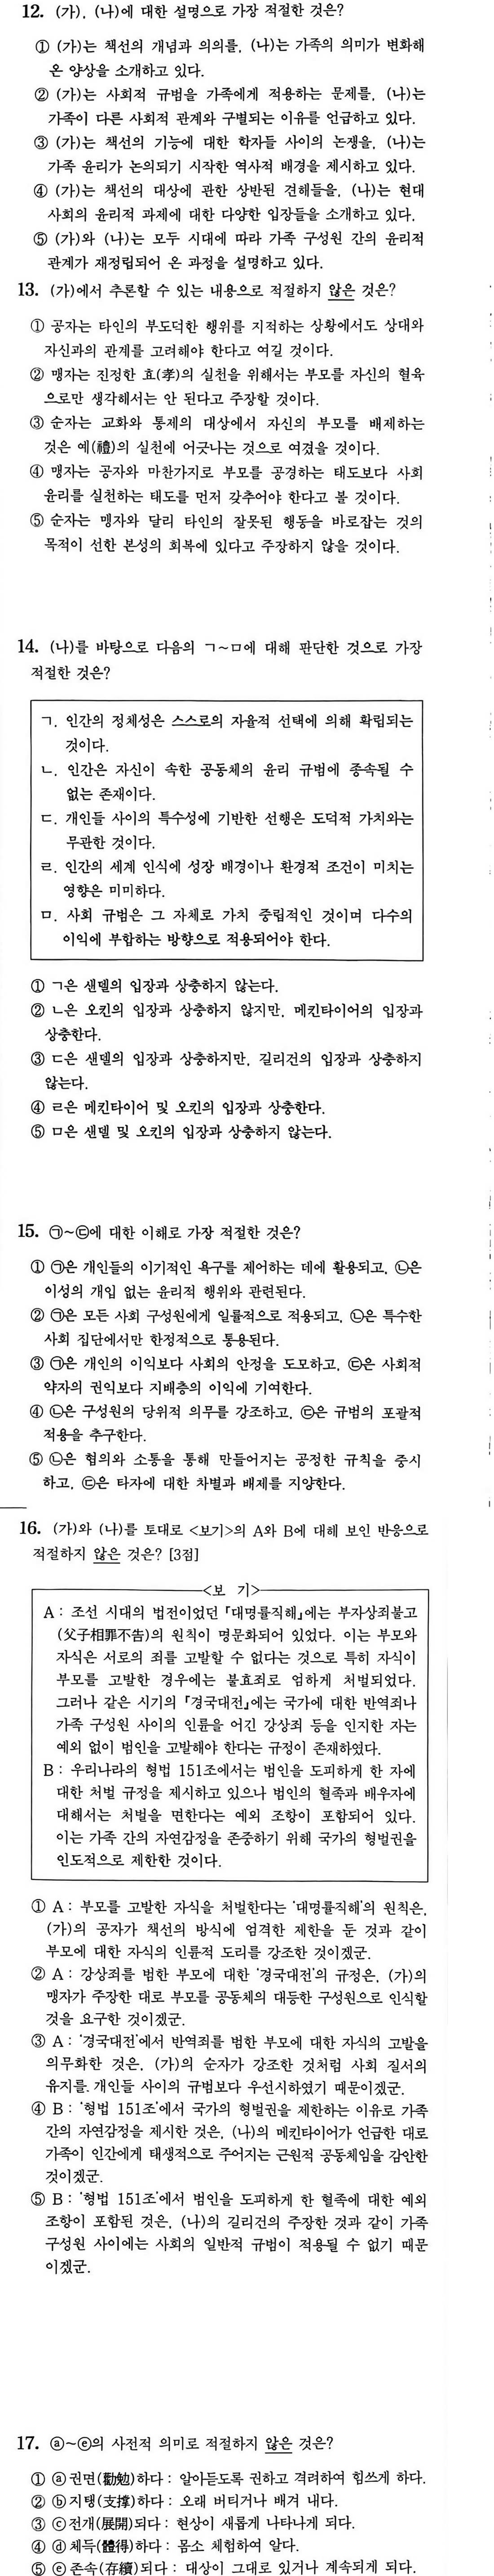 12. (가), (나)에 대한 설명으로 가장 적절한 것은?
① (가)는 책선의 개념과 의의를, (나)는 가족의 의미가 변화해
온 양상을 소개하고 있다.
② (가)는 사회적 규범을 가족에게 적용하는 문제를, (나)는
가족이 다른 사회적 관계와 구별되는 이유를 언급하고 있다.
③ (가)는 책선의 기능에 대한 학자들 사이의 논쟁을, (나)는
가족 윤리가 논의되기 시작한 역사적 배경을 제시하고 있다.
④ (가)는 책선의 대상에 관한 상반된 견해들을, (나)는 현대
사회의 윤리적 과제에 대한 다양한 입장들을 소개하고 있다.
⑤ (가)와 (나)는 모두 시대에 따라 가족 구성원 간의 윤리적
관계가 재정립되어 온 과정을 설명하고 있다.
13. (가)에서 추론할 수 있는 내용으로 적절하지 않은 것은?
① 공자는 타인의 부도덕한 행위를 지적하는 상황에서도 상대와
자신과의 관계를 고려해야 한다고 여길 것이다.
② 맹자는 진정한 효(孝)의 실천을 위해서는 부모를 자신의 혈육
으로만 생각해서는 안 된다고 주장할 것이다.
③ 순자는 교화와 통제의 대상에서 자신의 부모를 배제하는
것은 예(禮)의 실천에 어긋나는 것으로 여겼을 것이다.
④ 맹자는 공자와 마찬가지로 부모를 공경하는 태도보다 사회
윤리를 실천하는 태도를 먼저 갖추어야 한다고 볼 것이다.
⑤ 순자는 맹자와 달리 타인의 잘못된 행동을 바로잡는 것의
목적이 선한 본성의 회복에 있다고 주장하지 않을 것이다.
14. (나)를 바탕으로 다음의 ㄱ~ㅁ에 대해 판단한 것으로 가장
적절한 것은?
ㄱ. 인간의 정체성은 스스로의 자율적 선택에 의해 확립되는
것이다.
ㄴ. 인간은 자신이 속한 공동체의 윤리 규범에 종속될 수
없는 존재이다.
ㄷ. 개인들 사이의 특수성에 기반한 선행은 도덕적 가치와는
무관한 것이다.
ㄹ. 인간의 세계 인식에 성장 배경이나 환경적 조건이 미치는
영향은 미미하다.
ㅁ. 사회 규범은 그 자체로 가치 중립적인 것이며 다수의
이익에 부합하는 방향으로 적용되어야 한다.
① ㄱ은 샌델의 입장과 상충하지 않는다.
② ㄴ은 오킨의 입장과 상충하지 않지만, 메킨타이어의 입장과
상충한다.
③ ㄷ은 샌델의 입장과 상충하지만, 길리건의 입장과 상충하지
않는다.
④ ㄹ은 메킨타이어 및 오킨의 입장과 상충한다.
⑤ ㅁ은 샌델 및 오킨의 입장과 상충하지 않는다.
15. ㉠~㉢에 대한 이해로 가장 적절한 것은?
① ㉠은 개인들의 이기적인 욕구를 제어하는 데에 활용되고, ㉡은
이성의 개입 없는 윤리적 행위와 관련된다.
② ㉠은 모든 사회 구성원에게 일률적으로 적용되고, ㉡은 특수한
사회 집단에서만 한정적으로 통용된다.
③ ㉠은 개인의 이익보다 사회의 안정을 도모하고, ㉢은 사회적
약자의 권익보다 지배층의 이익에 기여한다.
④ ㉡은 구성원의 당위적 의무를 강조하고, ㉢은 규범의 포괄적
적용을 추구한다.
⑤ ㉡은 협의와 소통을 통해 만들어지는 공정한 규칙을 중시
하고, ㉢은 타자에 대한 차별과 배제를 지양한다.
16. (가)와 (나)를 토대로 <보기>의 A와 B에 대해 보인 반응으로
적절하지 않은 것은? [3점]
<보 기>
A : 조선 시대의 법전이었던 『대명률직해』에는 부자상죄불고
(父子相罪不告)의 원칙이 명문화되어 있었다. 이는 부모와
자식은 서로의 죄를 고발할 수 없다는 것으로 특히 자식이
부모를 고발한 경우에는 불효죄로 엄하게 처벌되었다.
그러나 같은 시기의 『경국대전』에는 국가에 대한 반역죄나
가족 구성원 사이의 인륜을 어긴 강상죄 등을 인지한 자는
예외 없이 범인을 고발해야 한다는 규정이 존재하였다.
B : 우리나라의 형법 151조에서는 범인을 도피하게 한 자에
대한 처벌 규정을 제시하고 있으나 범인의 혈족과 배우자에
대해서는 처벌을 면한다는 예외 조항이 포함되어 있다.
이는 가족 간의 자연감정을 존중하기 위해 국가의 형벌권을
인도적으로 제한한 것이다.
① A : 부모를 고발한 자식을 처벌한다는 '대명률직해'의 원칙은,
(가)의 공자가 책선의 방식에 엄격한 제한을 둔 것과 같이
부모에 대한 자식의 인륜적 도리를 강조한 것이겠군.
② A : 강상죄를 범한 부모에 대한 '경국대전'의 규정은, (가)의
맹자가 주장한 대로 부모를 공동체의 대등한 구성원으로 인식할
것을 요구한 것이겠군.
③ A : '경국대전'에서 반역죄를 범한 부모에 대한 자식의 고발을
의무화한 것은, (가)의 순자가 강조한 것처럼 사회 질서의
유지를 개인들 사이의 규범보다 우선시하였기 때문이겠군.
④ B : '형법 151조'에서 국가의 형벌권을 제한하는 이유로 가족
간의 자연감정을 제시한 것은, (나)의 메킨타이어가 언급한 대로
가족이 인간에게 태생적으로 주어지는 근원적 공동체임을 감안한
것이겠군.
⑤ B : '형법 151조'에서 범인을 도피하게 한 혈족에 대한 예외
조항이 포함된 것은, (나)의 길리건의 주장한 것과 같이 가족
구성원 사이에는 사회의 일반적 규범이 적용될 수 없기 때문
이겠군.
17. ⓐ~ⓔ의 사전적 의미로 적절하지 않은 것은?
① ⓐ권면(勸勉)하다 : 알아듣도록 권하고 격려하여 힘쓰게 하다.
② ⓑ지탱(支撐)하다 : 오래 버티거나 배겨 내다.
③ ⓒ전개(展開)되다 : 현상이 새롭게 나타나게 되다.
④ ⓓ체득(體得)하다 : 몸소 체험하여 알다.
⑤ ⓔ존속(存續)되다 : 대상이 그대로 있거나 계속되게 되다.